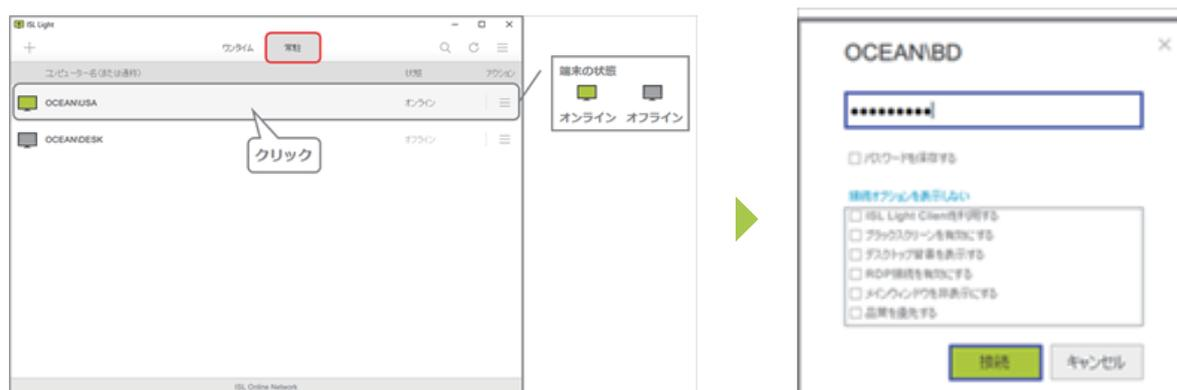 ISL Light
ワンタイム 常駐
コンピューター名(または通称) 状態 アクション
OCEAN\USA オンライン
OCEAN\DESK オフライン
クリック
ISL Online Network
端末の状態
オンライン オフライン
OCEAN\BD
パスワードを保存する
接続オプションを表示しない
ISL Light Clientを利用する
ブラックスクリーンを有効にする
デスクトップ背景を表示する
RDP接続を有効にする
メインウィンドウを非表示にする
品質を優先する
接続 キャンセル